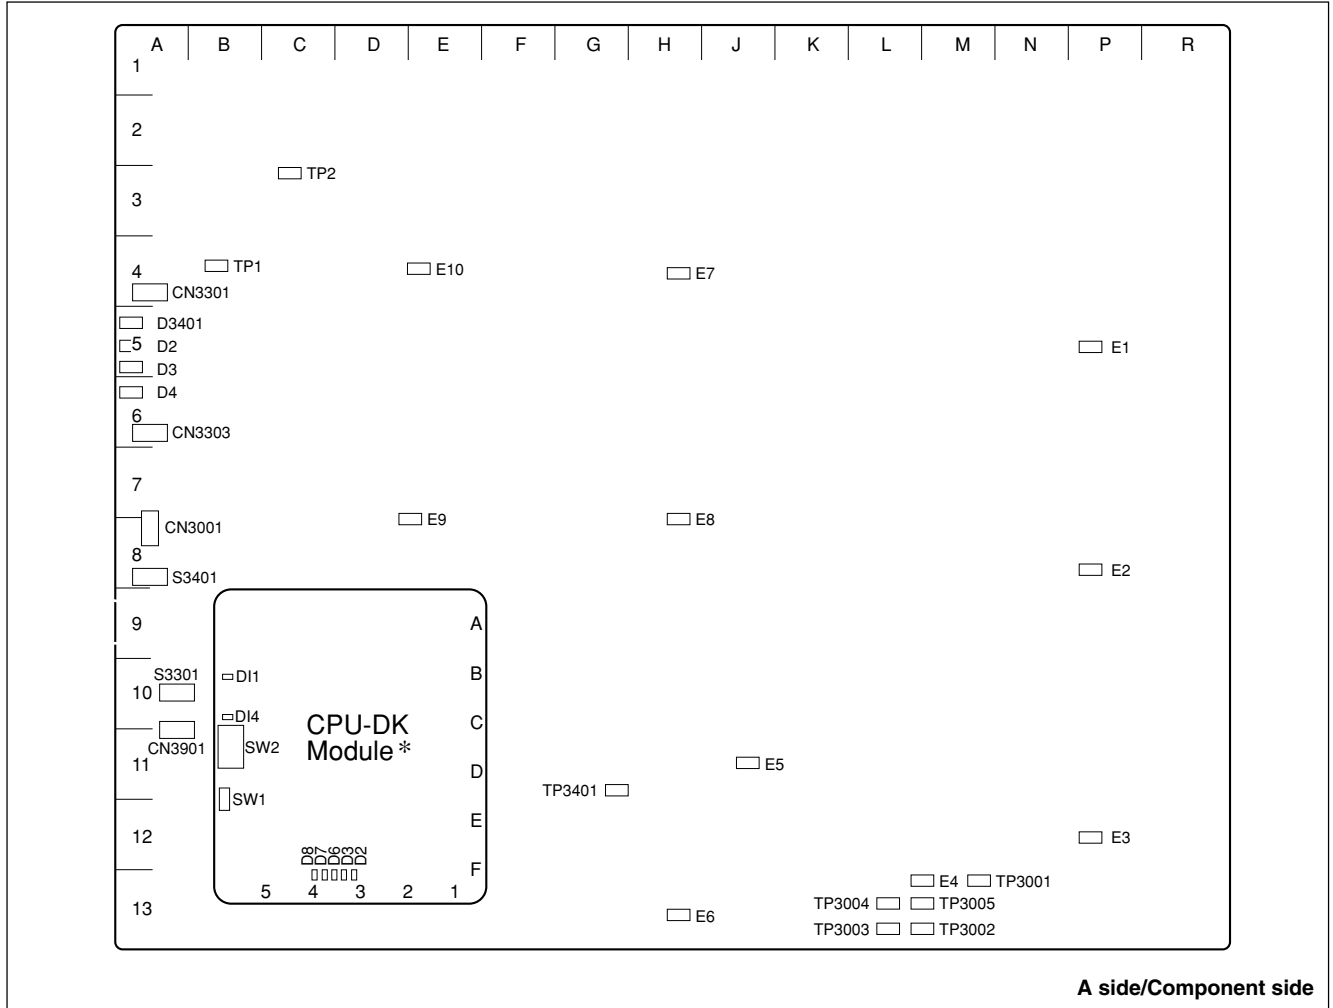 A B C D E F G H J K L M N P R
1
2
TP2
3
4
TP1
E10
E7
CN3301
D3401
5
D2
E1
D3
D4
6
CN3303
7
CN3001
E9
E8
8
S3401
E2
9
A
S3301
DI1
B
10
DI4
CPU-DK
C
CN3901
SW2
Module*
11
D
E5
TP3401
SW1
E
12
E3
D8
D7
D6
D3
D2
F
5 4 3 2 1
E4
TP3001
13
TP3004
TP3005
E6
TP3003
TP3002
A side/Component side